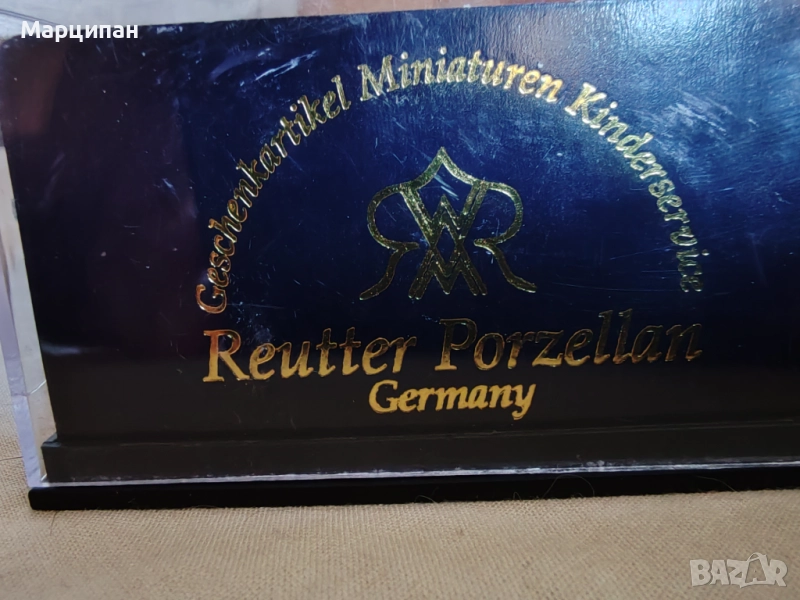 Марципан
Geschenkartikel Miniaturen Kinderservice
Reutter Porzellan
Germany
BAZAR